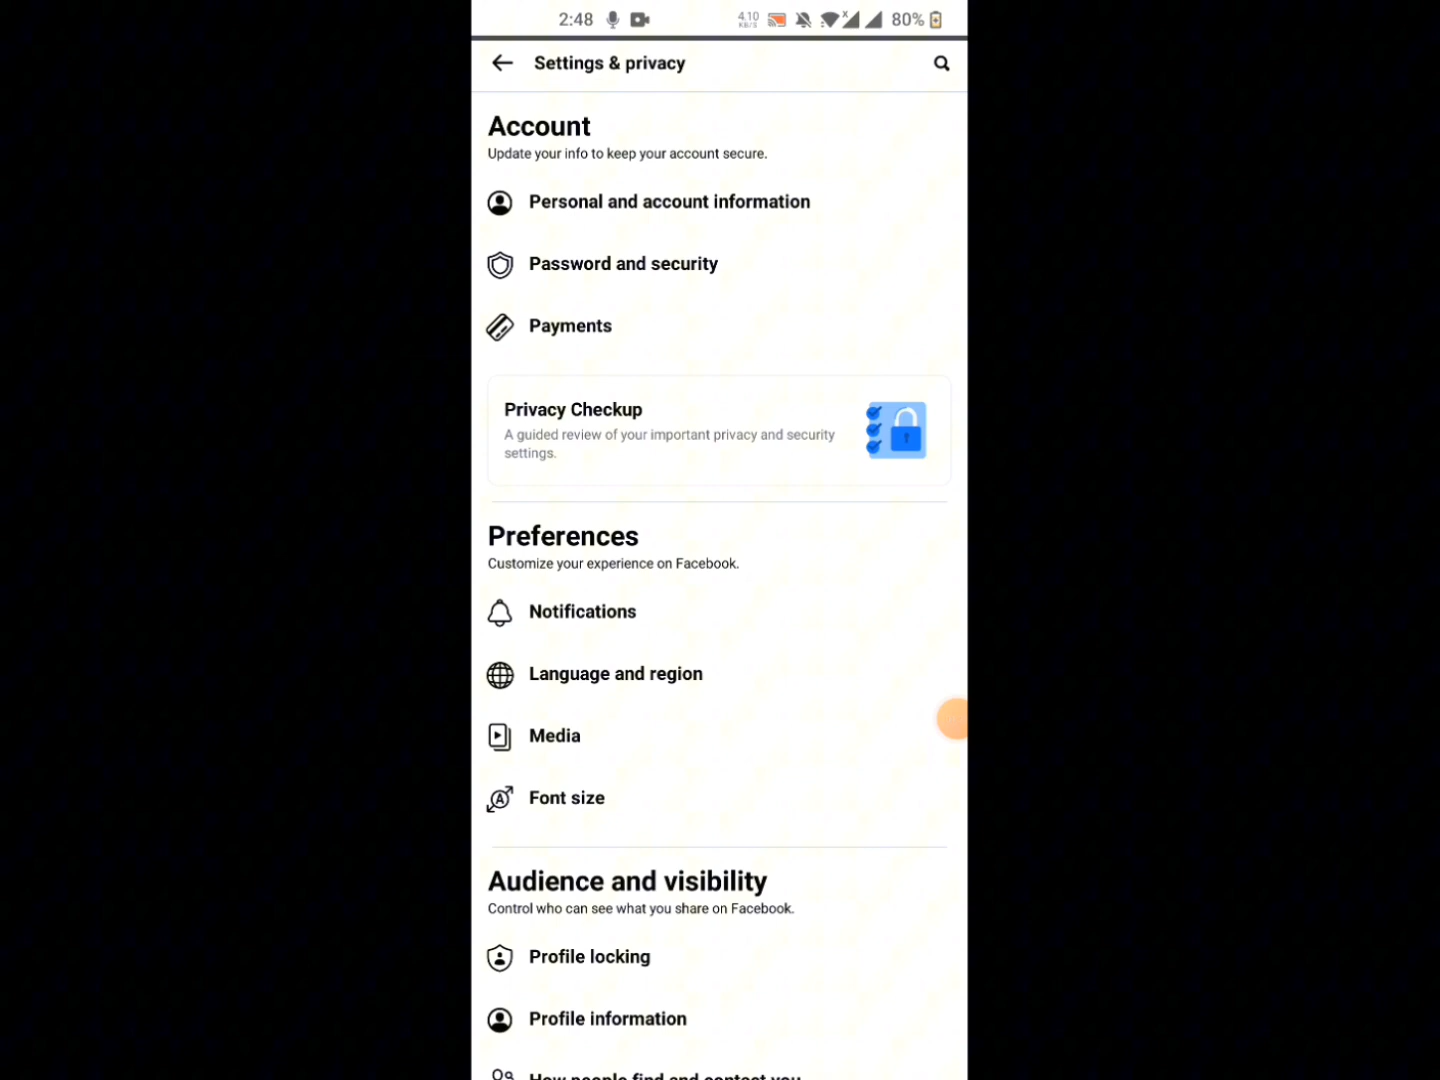 2:48 4.10 KB/S 80%
Settings & privacy
Account
Update your info to keep your account secure.
Personal and account information
Password and security
Payments
Privacy Checkup
A guided review of your important privacy and security
settings.
Preferences
Customize your experience on Facebook.
Notifications
Language and region
Media
Font size
Audience and visibility
Control who can see what you share on Facebook.
Profile locking
Profile information
How people find and contact you